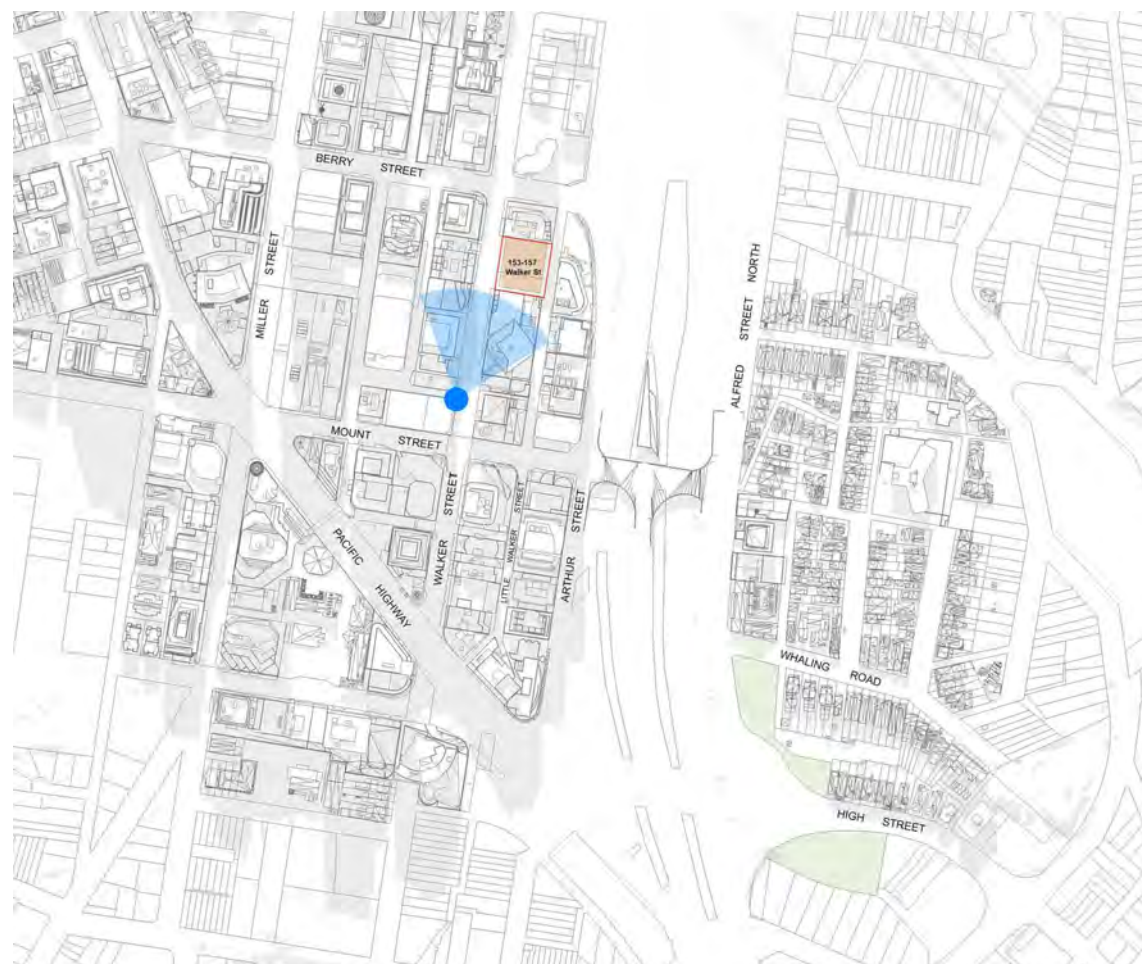 BERRY STREET
153-157
Walker St
MILLER STREET
ALFRED STREET NORTH
MOUNT STREET
WALKER STREET
LITTLE WALKER STREET
ARTHUR STREET
PACIFIC HIGHWAY
WHALING ROAD
HIGH STREET